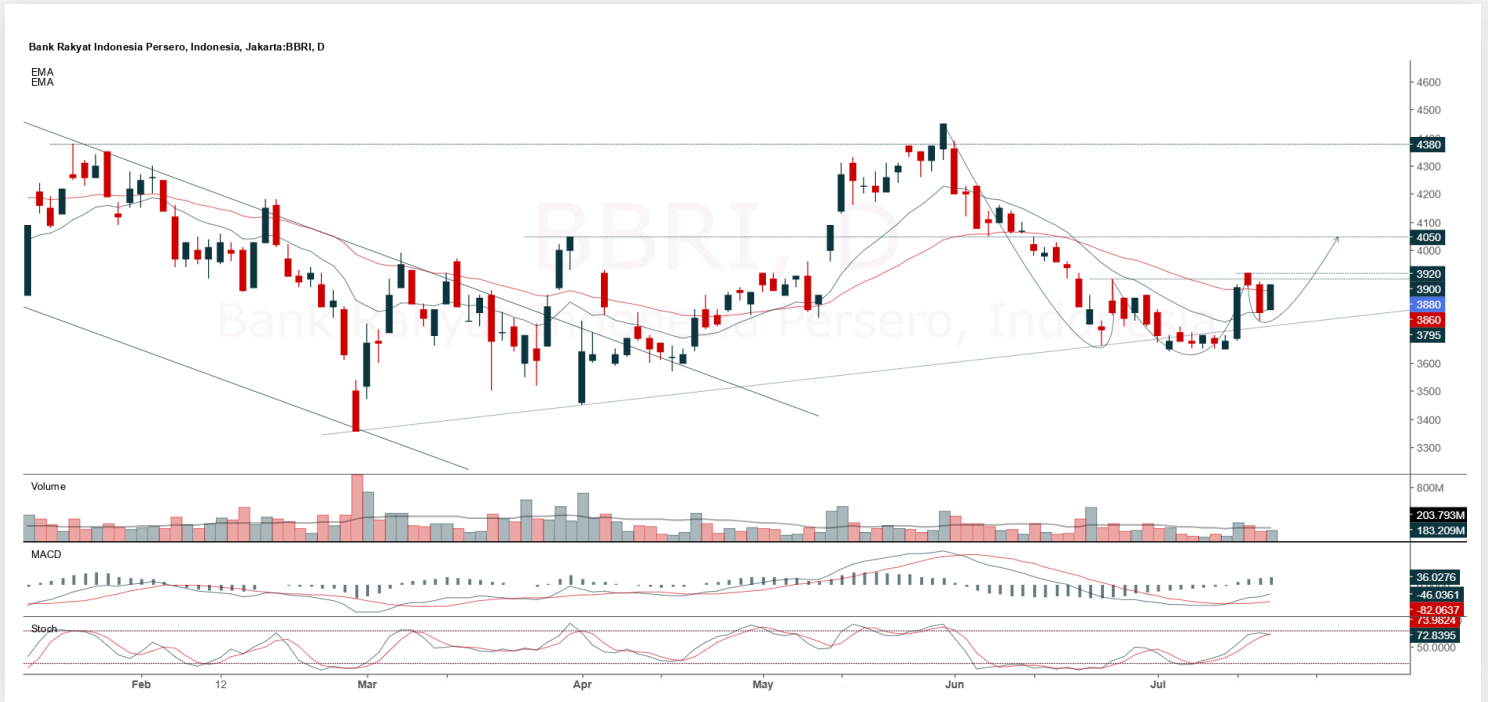 Bank Rakyat Indonesia Persero, Indonesia, Jakarta:BBRI, D
EMA
EMA
BBRI, D
Bank Rakyat Indonesia Persero, Indonesia
4600
4500
4380
4300
4200
4100
4050
4000
3920
3900
3880
3860
3795
3600
3500
3400
3300
Volume
800M
203.793M
183.209M
MACD
36.0276
-46.0361
-82.0637
Stoch
73.9824
72.8395
50.0000
Feb 12 Mar Apr May Jun Jul